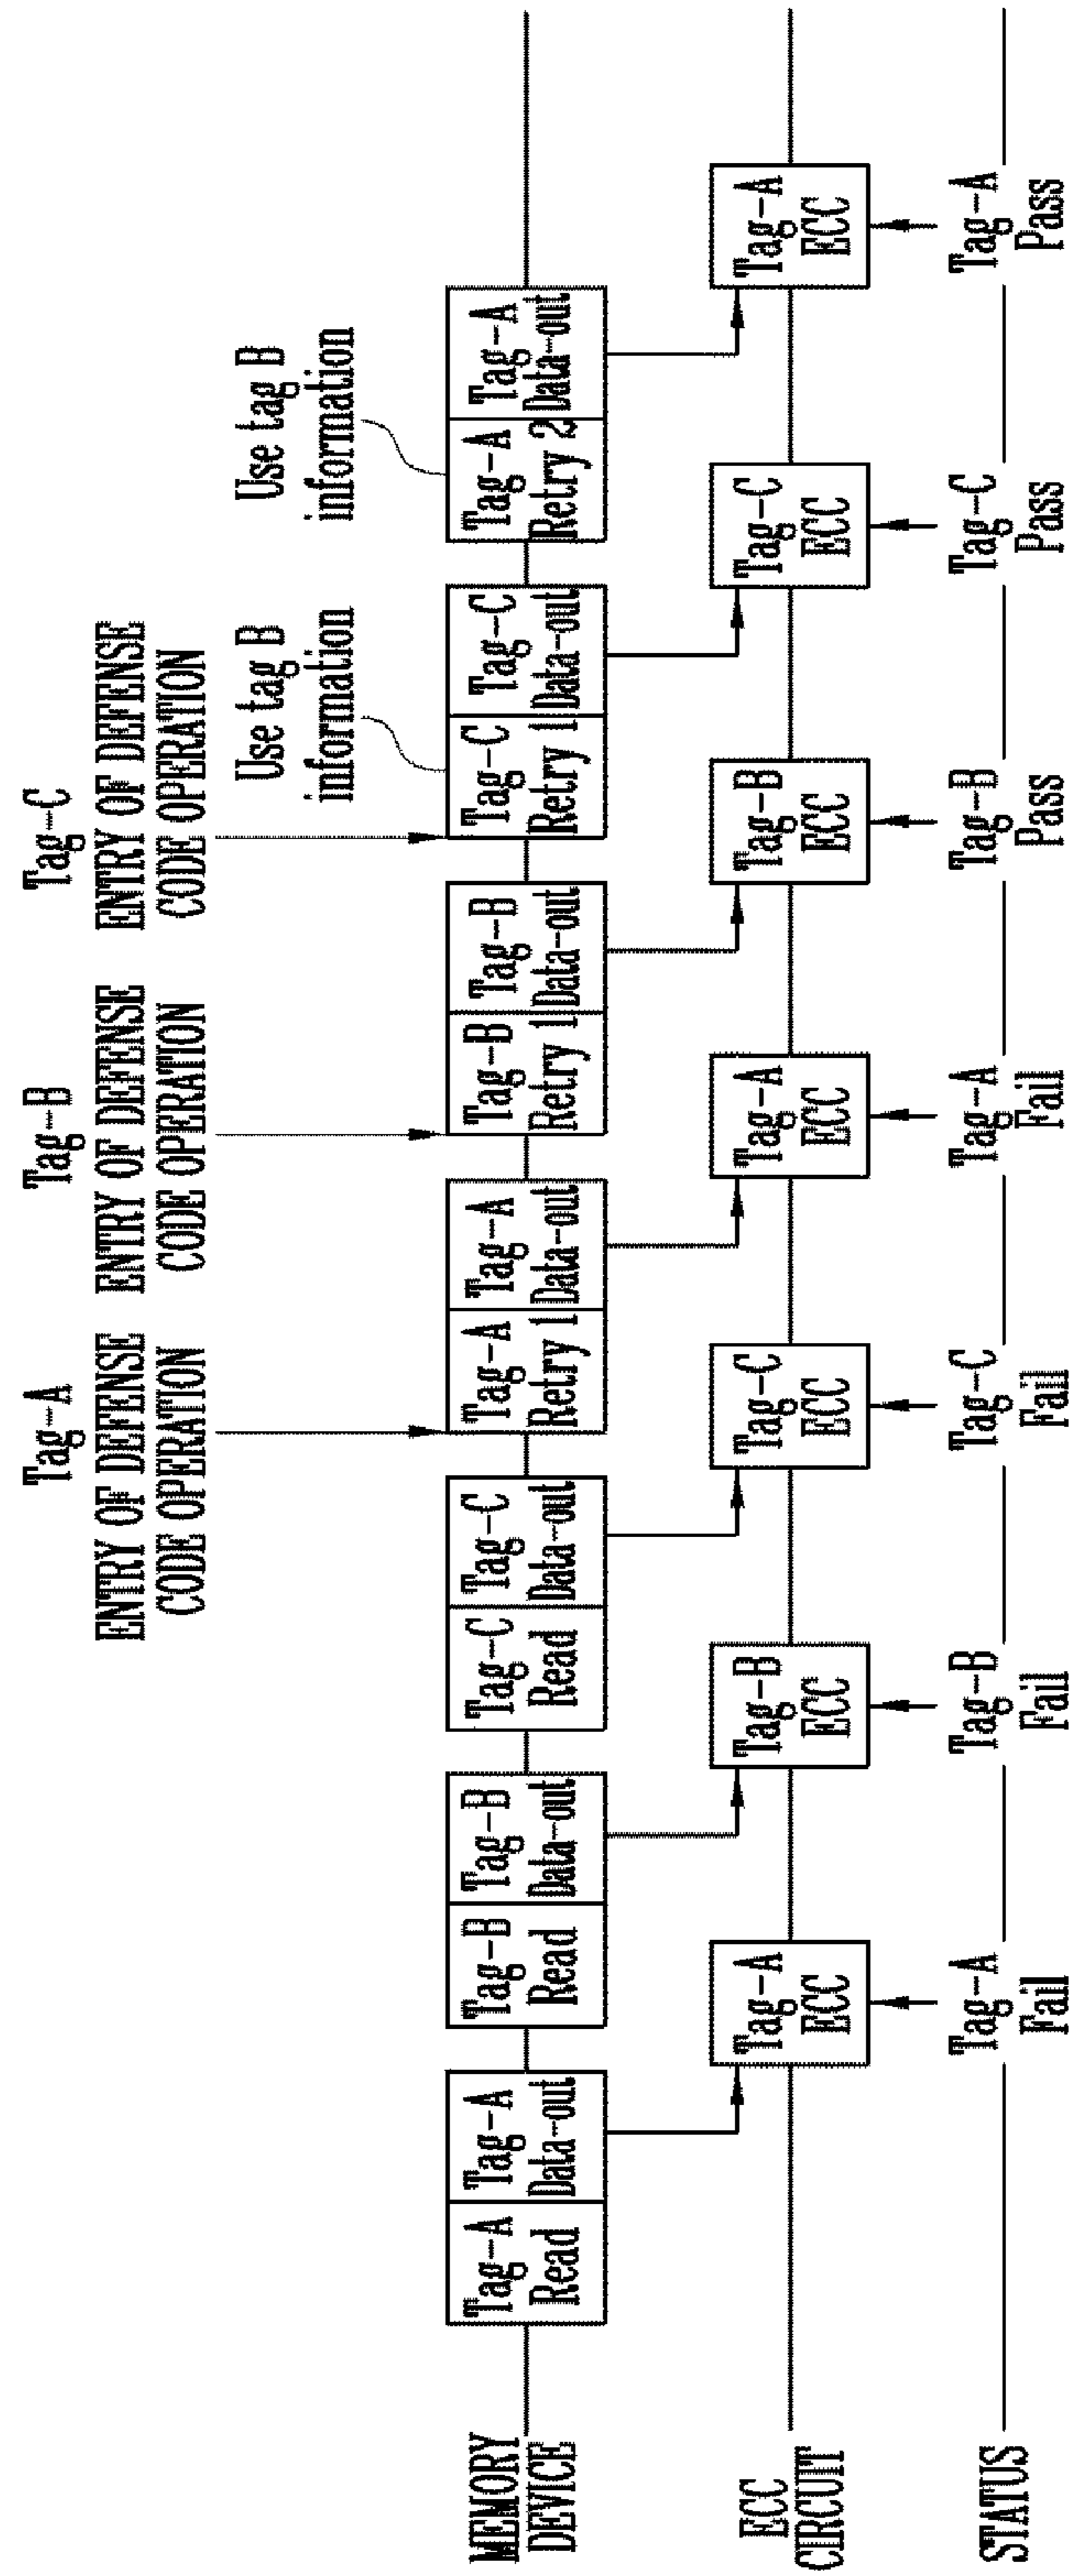 Tag-A
ENTRY OF DEFENSE
CODE OPERATION
Tag-B
ENTRY OF DEFENSE
CODE OPERATION
Tag-C
ENTRY OF DEFENSE
CODE OPERATION
Use tag B
information
Use tag B
information
MEMORY
DEVICE
Tag-A
Read
Tag-A
Data-out
Tag-B
Read
Tag-B
Data-out
Tag-C
Read
Tag-C
Data-out
Tag-A
Retry 1
Tag-A
Data-out
Tag-B
Retry 1
Tag-B
Data-out
Tag-C
Retry 1
Tag-C
Data-out
Tag-A
Retry 2
Tag-A
Data-out
ECC
CIRCUIT
Tag-A
ECC
Tag-B
ECC
Tag-C
ECC
Tag-A
ECC
Tag-B
ECC
Tag-C
ECC
Tag-A
ECC
STATUS
Tag-A
Fail
Tag-B
Fail
Tag-C
Fail
Tag-A
Fail
Tag-B
Pass
Tag-C
Pass
Tag-A
Pass